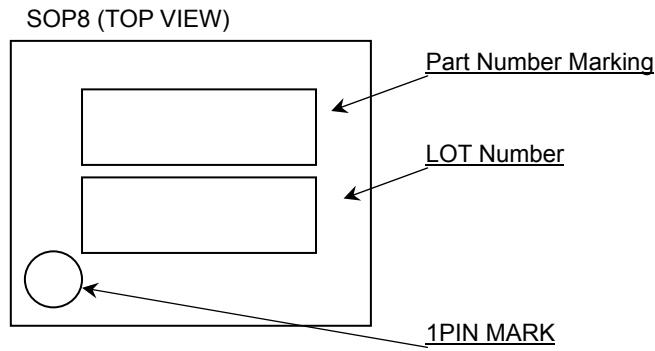 SOP8 (TOP VIEW)
Part Number Marking
LOT Number
1PIN MARK